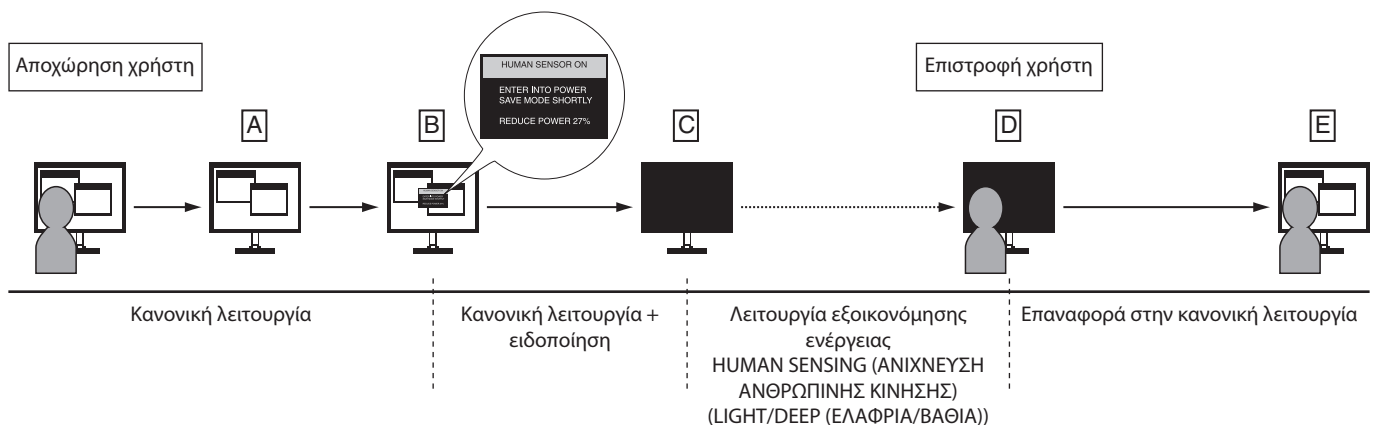 Αποχώρηση χρήστη
Επιστροφή χρήστη
HUMAN SENSOR ON
ENTER INTO POWER
SAVE MODE SHORTLY
REDUCE POWER 27%
A
B
C
D
E
Κανονική λειτουργία
Κανονική λειτουργία +
ειδοποίηση
Λειτουργία εξοικονόμησης
ενέργειας
HUMAN SENSING (ΑΝΙΧΝΕΥΣΗ
ΑΝΘΡΩΠΙΝΗΣ ΚΙΝΗΣΗΣ)
(LIGHT/DEEP (ΕΛΑΦΡΙΑ/ΒΑΘΙΑ))
Επαναφορά στην κανονική λειτουργία